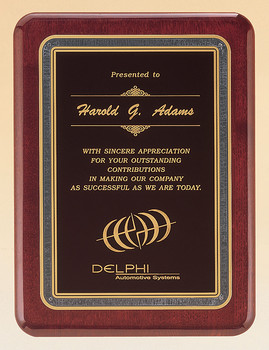 Presented to
Harold G. Adams
WITH SINCERE APPRECIATION
FOR YOUR OUTSTANDING
CONTRIBUTIONS
IN MAKING OUR COMPANY
AS SUCCESSFUL AS WE ARE TODAY.
DELPHI
Automotive Systems